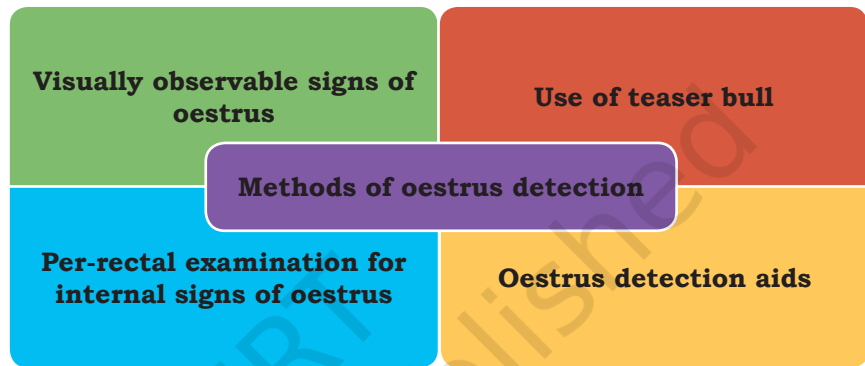 Visually observable signs of
oestrus
Use of teaser bull
Methods of oestrus detection
Per-rectal examination for
internal signs of oestrus
Oestrus detection aids